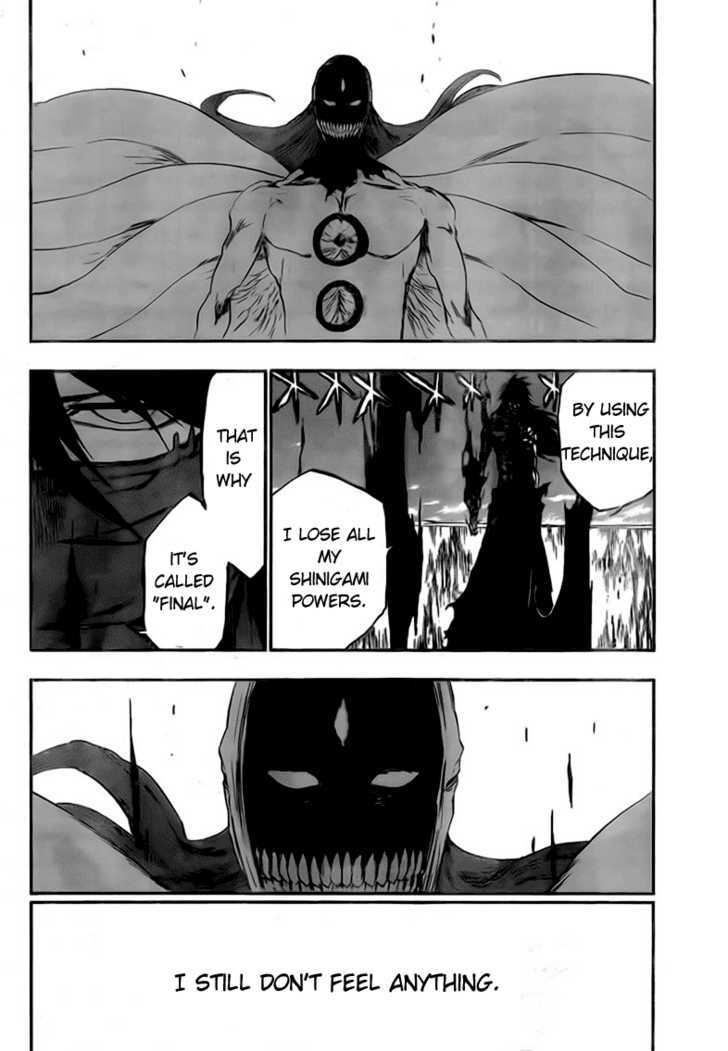 BY USING
THIS
TECHNIQUE,
I LOSE ALL
MY
SHINIGAMI
POWERS.
THAT
IS
WHY
IT'S
CALLED
"FINAL".
I STILL DON'T FEEL ANYTHING.